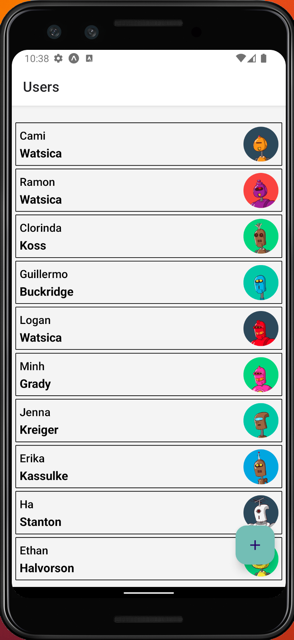 10:38
Users
Cami
Watsica
Ramon
Watsica
Clorinda
Koss
Guillermo
Buckridge
Logan
Watsica
Minh
Grady
Jenna
Kreiger
Erika
Kassulke
Ha
Stanton
Ethan
Halvorson
+